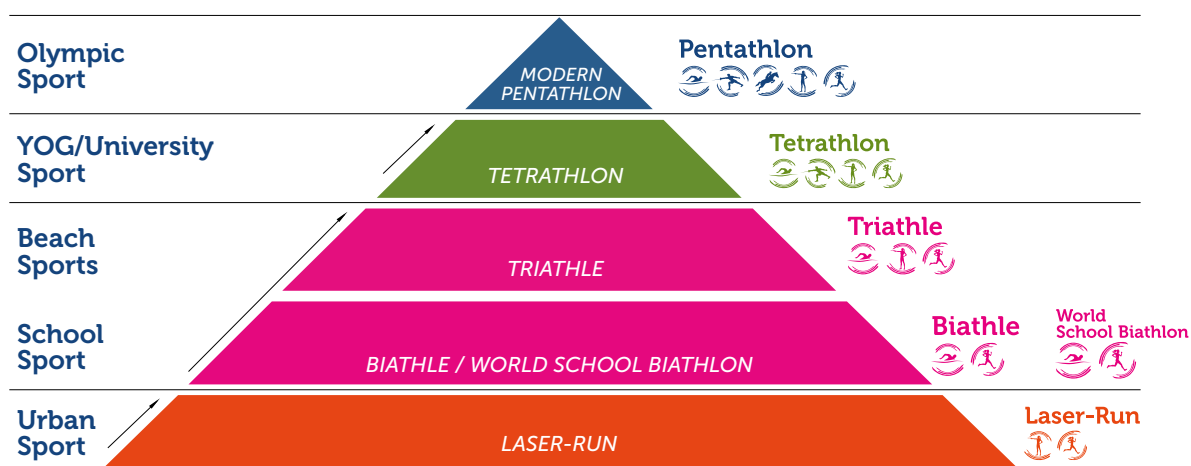 Olympic
Sport
MODERN
PENTATHLON
Pentathlon
YOG/University
Sport
TETRATHLON
Tetrathlon
Beach
Sports
TRIATHLE
Triathle
School
Sport
BIATHLE / WORLD SCHOOL BIATHLON
Biathle
World
School Biathlon
Urban
Sport
LASER-RUN
Laser-Run